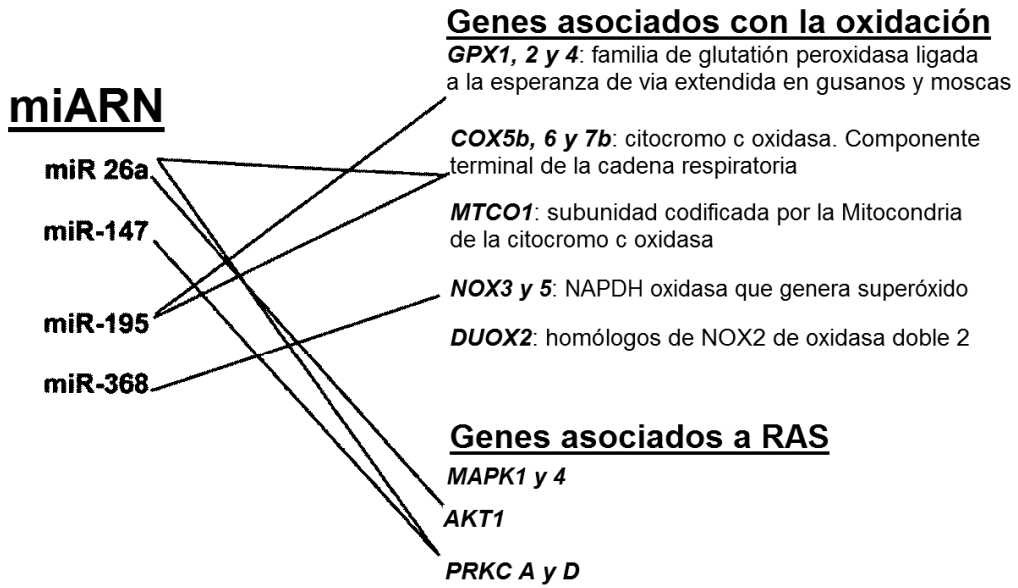 Genes asociados con la oxidación
GPX1, 2 y 4: familia de glutatión peroxidasa ligada
a la esperanza de via extendida en gusanos y moscas
miARN
COX5b, 6 y 7b: citocromo c oxidasa. Componente
terminal de la cadena respiratoria
miR 26a
MTCO1: subunidad codificada por la Mitocondria
de la citocromo c oxidasa
miR-147
NOX3 y 5: NAPDH oxidasa que genera superóxido
miR-195
DUOX2: homólogos de NOX2 de oxidasa doble 2
miR-368
Genes asociados a RAS
MAPK1 y 4
AKT1
PRKC A y D